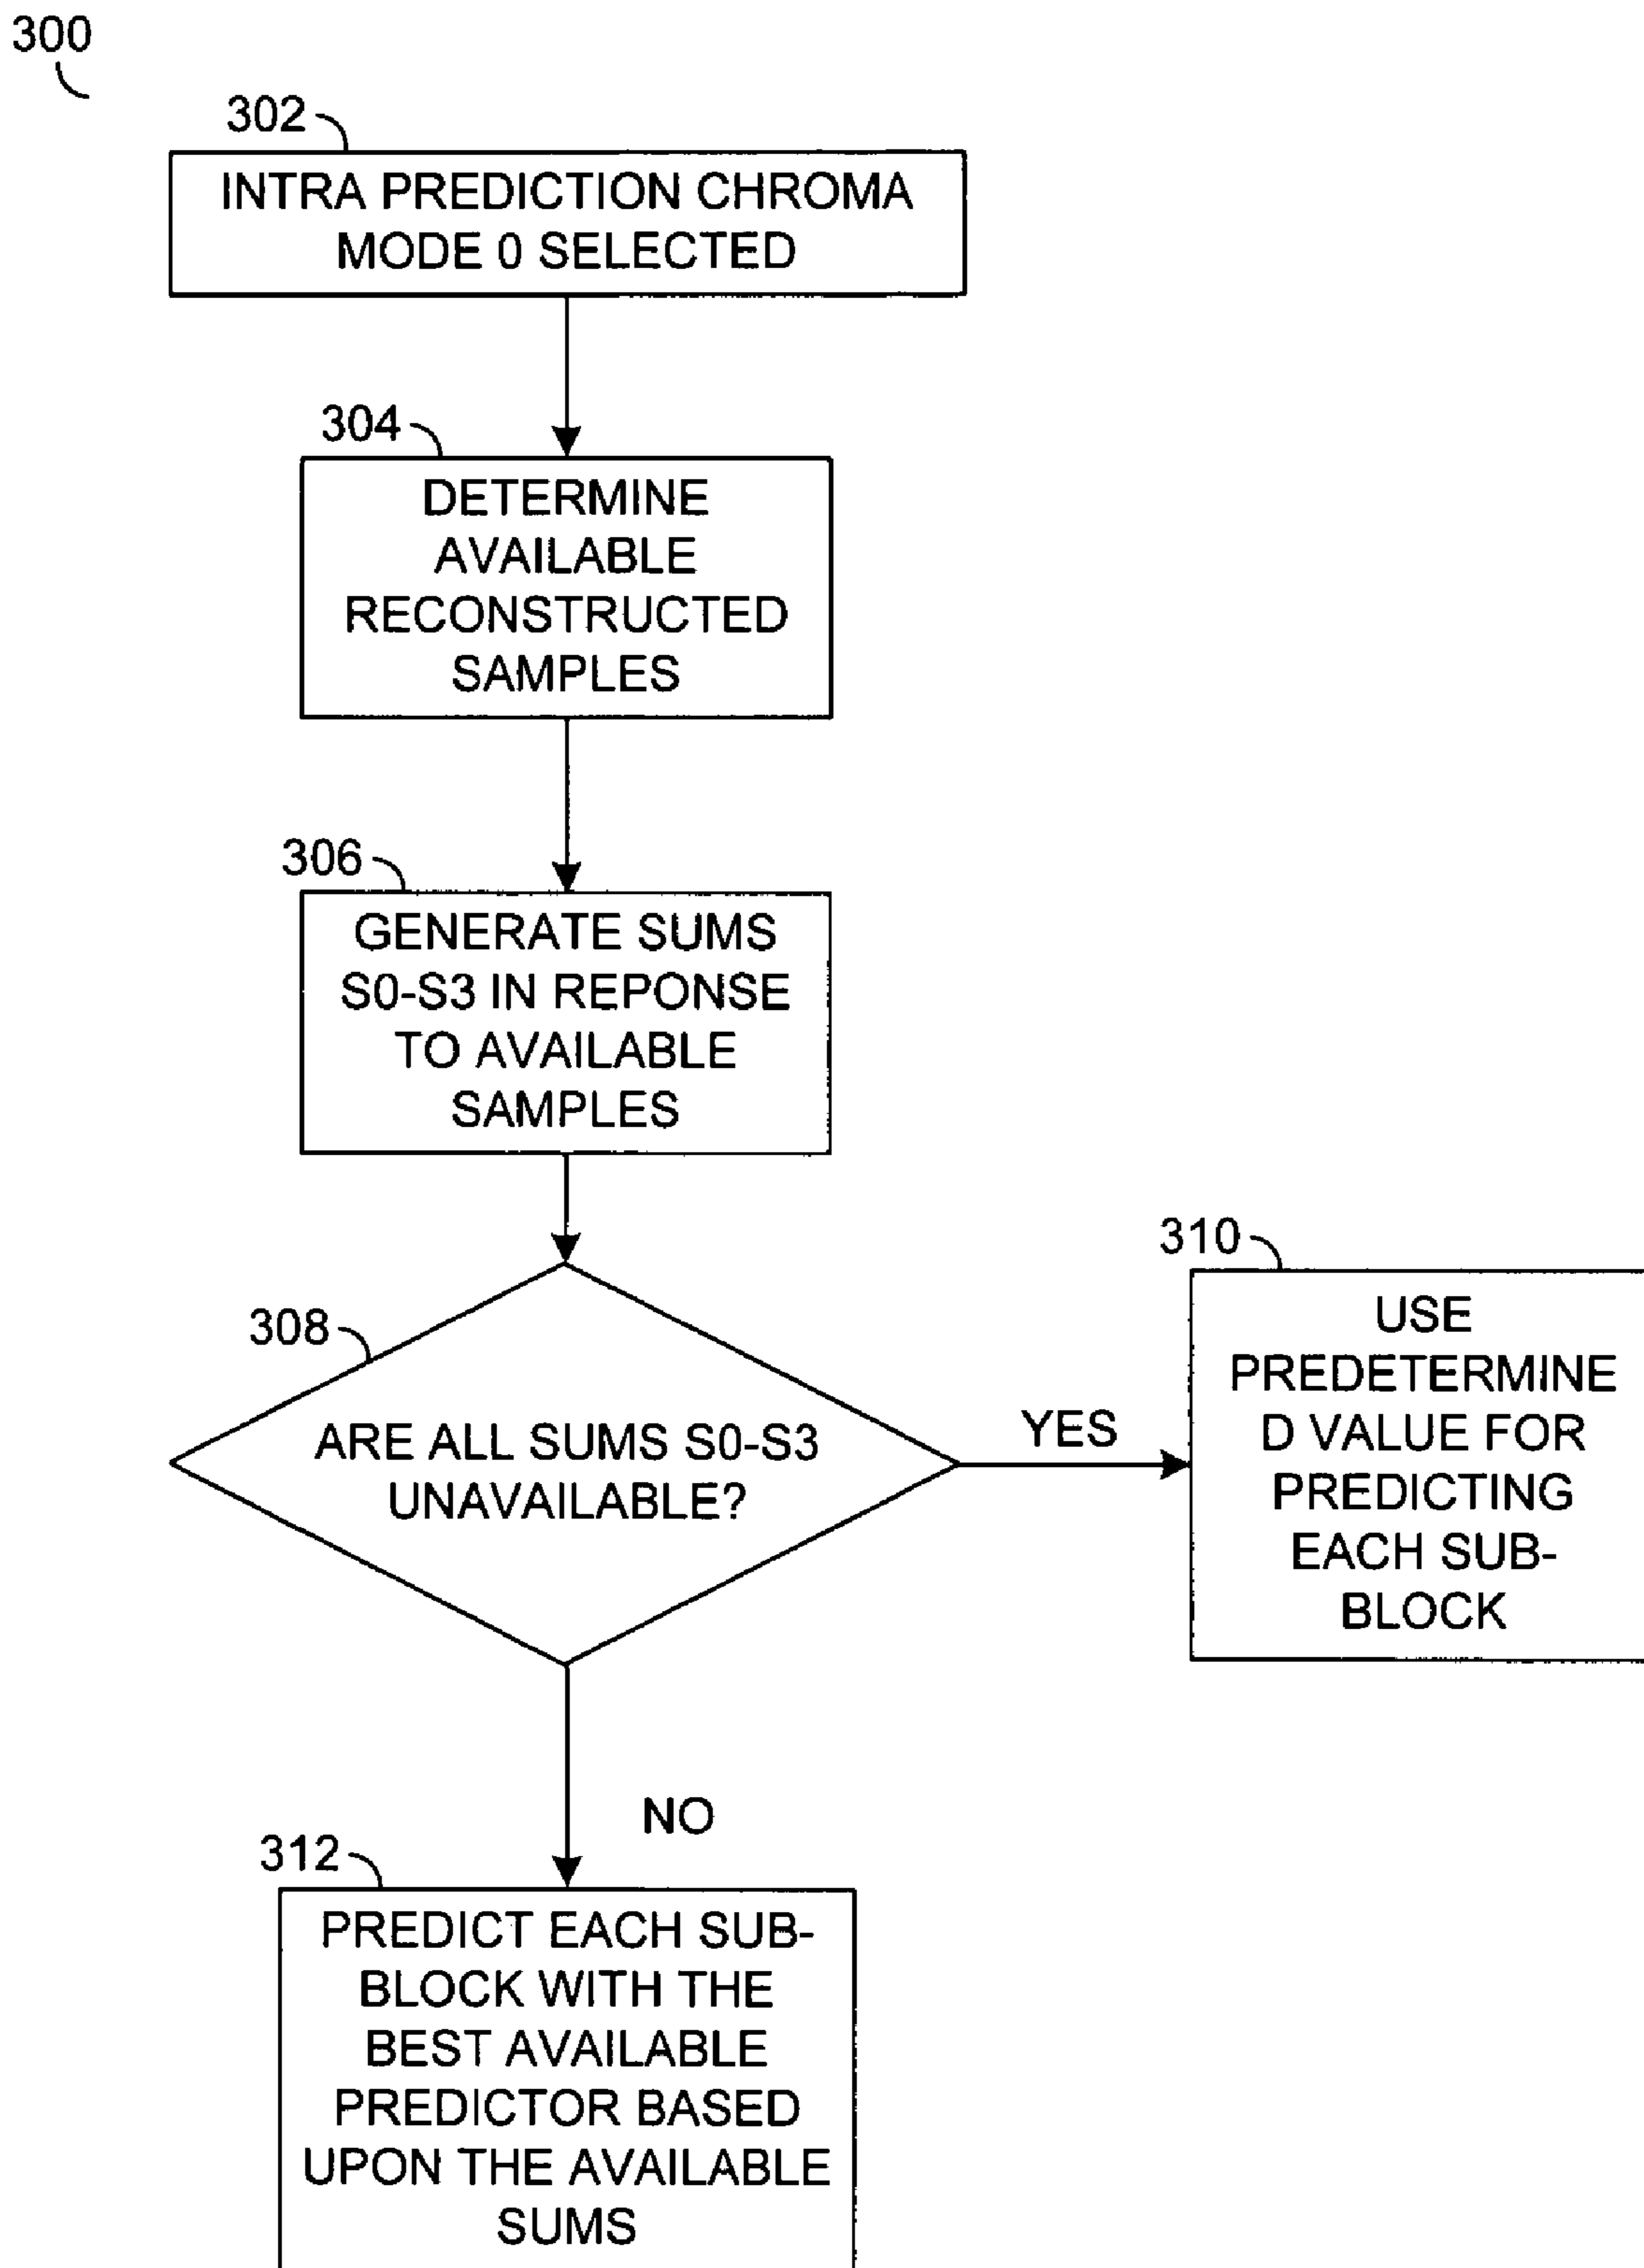 300
302
INTRA PREDICTION CHROMA
MODE 0 SELECTED
304
DETERMINE
AVAILABLE
RECONSTRUCTED
SAMPLES
306
GENERATE SUMS
S0-S3 IN REPONSE
TO AVAILABLE
SAMPLES
308
ARE ALL SUMS S0-S3
UNAVAILABLE?
YES
310
USE
PREDETERMINE
D VALUE FOR
PREDICTING
EACH SUB-
BLOCK
NO
312
PREDICT EACH SUB-
BLOCK WITH THE
BEST AVAILABLE
PREDICTOR BASED
UPON THE AVAILABLE
SUMS